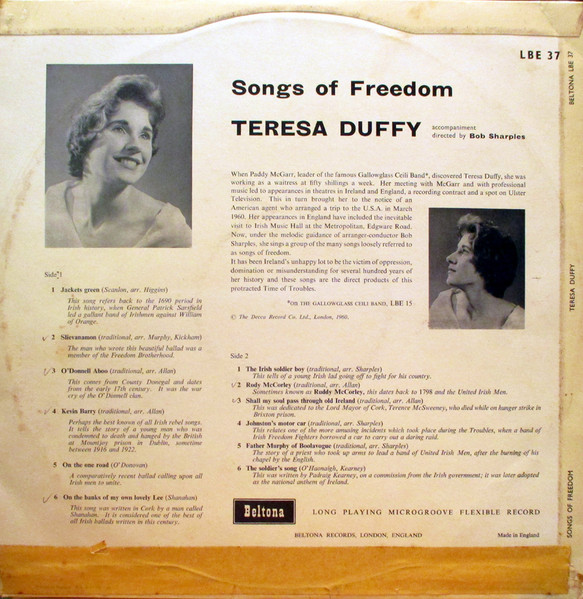 LBE 37
Songs of Freedom
TERESA DUFFY
accompaniment
directed by Bob Sharples
When Paddy McGarr, leader of the famous Gallowglass Ceili Band*, discovered Teresa Duffy, she was
working as a waitress at fifty shillings a week. Her meeting with McGarr and with professional
music led to appearances in theatres in Ireland and England, a recording contract and a spot on Ulster
Television. This in turn brought her to the notice of an
American agent who arranged a trip to the U.S.A. in March
1960. Her appearances in England have included the inevitable
visit to Irish Music Hall at the Metropolitan, Edgware Road.
Now, under the melodic guidance of arranger-conductor Bob
Sharples, she sings a group of the many songs loosely referred to
as songs of freedom.
It has been Ireland's unhappy lot to be the victim of oppression,
domination or misunderstanding for several hundred years of
her history and these songs are the direct products of this
protracted Time of Troubles.
*ON THE GALLOWGLASS CEILI BAND, LBE 15
© The Decca Record Co. Ltd., London, 1960.
Side 1
1 Jackets green (Scanlon, arr. Higgins)
This song refers back to the 1690 period in
Irish history, when General Patrick Sarsfield
led a gallant band of Irishmen against William
of Orange.
2 Slievanamon (traditional, arr. Murphy, Kickham)
The man who wrote this beautiful ballad was a
member of the Freedom Brotherhood.
3 O'Donnell Aboo (traditional, arr. Allan)
This comes from County Donegal and dates
from the early 17th century. It was the war
cry of the O'Donnell clan.
4 Kevin Barry (traditional, arr. Allan)
Perhaps the best known of all Irish rebel songs.
It tells the story of a young man who was
condemned to death and hanged by the British
at Mountjoy prison in Dublin, sometime
between 1916 and 1922.
5 On the one road (O'Donovan)
A comparatively recent ballad calling upon all
Irish men to unite.
6 On the banks of my own lovely Lee (Shanahan)
This song was written in Cork by a man called
Shanahan. It is considered one of the best of
all Irish ballads written in this century.
Side 2
1 The Irish soldier boy (traditional, arr. Sharples)
This tells of a young Irish lad going off to fight for his country.
2 Rody McCorley (traditional, arr. Allan)
Sometimes known as Roddy McCorley, this dates back to 1798 and the United Irish Men.
3 Shall my soul pass through old Ireland (traditional, arr. Allan)
This was dedicated to the Lord Mayor of Cork, Terence McSweeney, who died while on hunger strike in
Brixton prison.
4 Johnston's motor car (traditional, arr. Sharples)
This relates one of the more amusing incidents which took place during the Troubles, when a band of
Irish Freedom Fighters borrowed a car to carry out a daring raid.
5 Father Murphy of Boolavogue (traditional, arr. Sharples)
The story of a priest who took up arms to lead a band of United Irish Men, after the burning of his
chapel by the English.
6 The soldier's song (O'Haonaigh, Kearney)
This was written by Padraig Kearney, on a commission from the Irish government; it was later adopted
as the national anthem of Ireland.
Beltona
LONG PLAYING MICROGROOVE FLEXIBLE RECORD
BELTONA RECORDS, LONDON, ENGLAND
Made in England
BELTONA LBE 37
TERESA DUFFY
SONGS OF FREEDOM